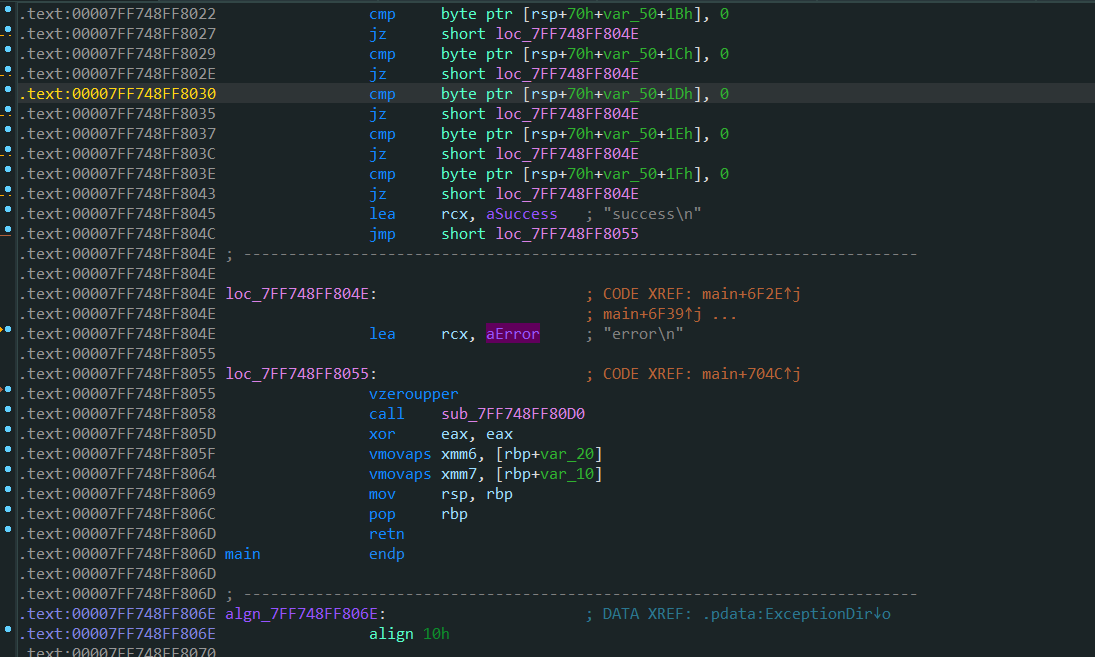 .text:00007FF748FF8022 cmp byte ptr [rsp+70h+var_50+1Bh], 0
.text:00007FF748FF8027 jz short loc_7FF748FF804E
.text:00007FF748FF8029 cmp byte ptr [rsp+70h+var_50+1Ch], 0
.text:00007FF748FF802E jz short loc_7FF748FF804E
.text:00007FF748FF8030 cmp byte ptr [rsp+70h+var_50+1Dh], 0
.text:00007FF748FF8035 jz short loc_7FF748FF804E
.text:00007FF748FF8037 cmp byte ptr [rsp+70h+var_50+1Eh], 0
.text:00007FF748FF803C jz short loc_7FF748FF804E
.text:00007FF748FF803E cmp byte ptr [rsp+70h+var_50+1Fh], 0
.text:00007FF748FF8043 jz short loc_7FF748FF804E
.text:00007FF748FF8045 lea rcx, aSuccess ; "success\n"
.text:00007FF748FF804C jmp short loc_7FF748FF8055
.text:00007FF748FF804E ; ---------------------------------------------------------------------------
.text:00007FF748FF804E
.text:00007FF748FF804E loc_7FF748FF804E: ; CODE XREF: main+6F2E↑j
.text:00007FF748FF804E ; main+6F39↑j ...
.text:00007FF748FF804E lea rcx, aError ; "error\n"
.text:00007FF748FF8055
.text:00007FF748FF8055 loc_7FF748FF8055: ; CODE XREF: main+704C↑j
.text:00007FF748FF8055 vzeroupper
.text:00007FF748FF8058 call sub_7FF748FF80D0
.text:00007FF748FF805D xor eax, eax
.text:00007FF748FF805F vmovaps xmm6, [rbp+var_20]
.text:00007FF748FF8064 vmovaps xmm7, [rbp+var_10]
.text:00007FF748FF8069 mov rsp, rbp
.text:00007FF748FF806C pop rbp
.text:00007FF748FF806D retn
.text:00007FF748FF806D main endp
.text:00007FF748FF806D
.text:00007FF748FF806D ; ---------------------------------------------------------------------------
.text:00007FF748FF806E algn_7FF748FF806E: ; DATA XREF: .pdata:ExceptionDir↓o
.text:00007FF748FF806E align 10h
.text:00007FF748FF8070